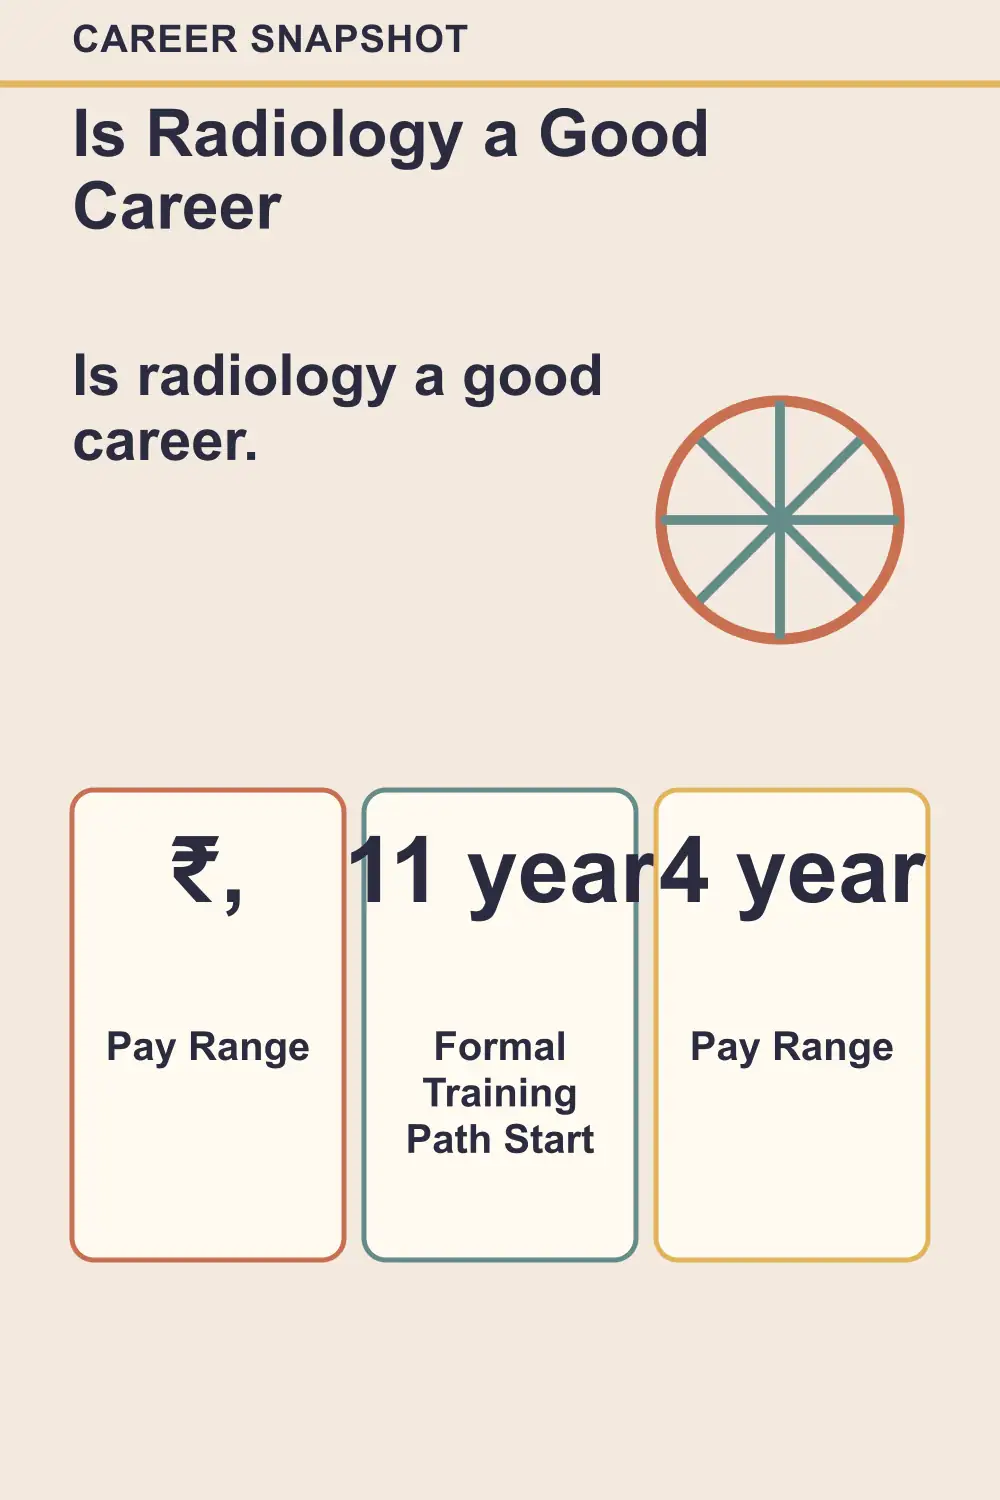 CAREER SNAPSHOT
Is Radiology a Good
Career
Is radiology a good
career.
₹,
Pay Range
11 year
Formal
Training
Path Start
4 year
Pay Range